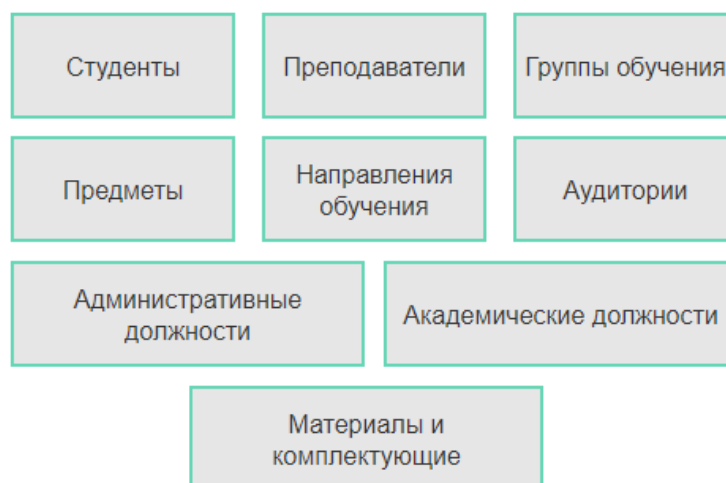 Студенты
Преподаватели
Группы обучения
Предметы
Направления
обучения
Аудитории
Административные
должности
Академические должности
Материалы и
комплектующие